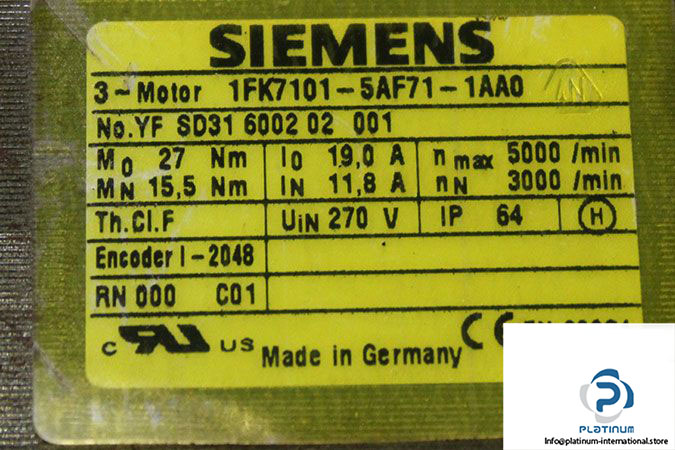 SIEMENS
3~Motor 1FK7101-5AF71-1AA0
No.YF SD31 6002 02 001
M0 27 Nm I0 19,0 A n max 5000 /min
MN 15,5 Nm IN 11,8 A nN 3000 /min
Th.Cl.F UiN 270 V IP 64 H
Encoder I-2048
RN 000 C01
C RU US Made in Germany CE
P
PLATINUM
Info@platinum-international.store